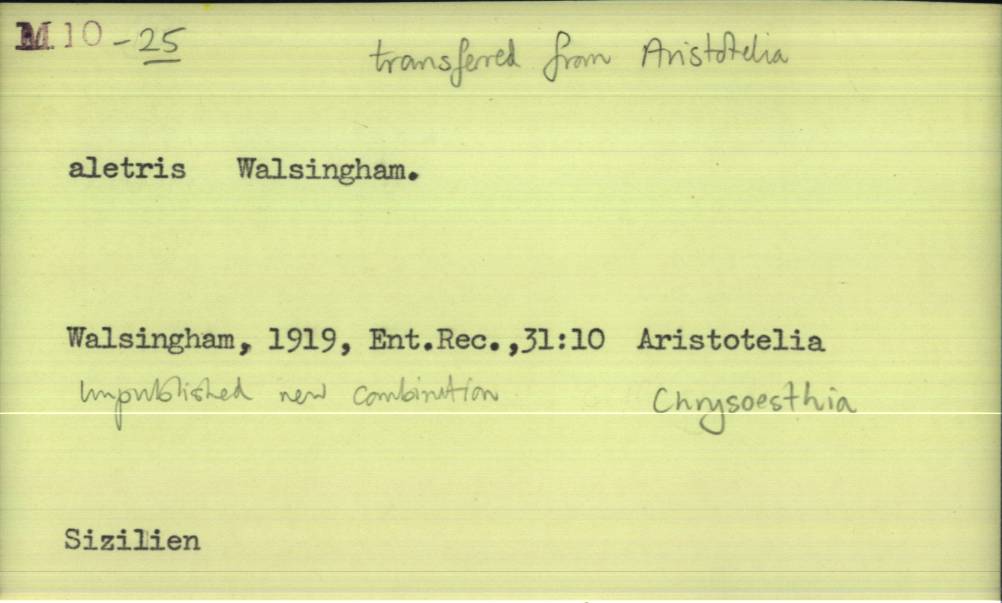 M 10-25
transferred from Aristotelia
aletris Walsingham.
Walsingham, 1919, Ent.Rec.,31:10 Aristotelia
Unpublished new combination Chrysoesthia
Sizilien